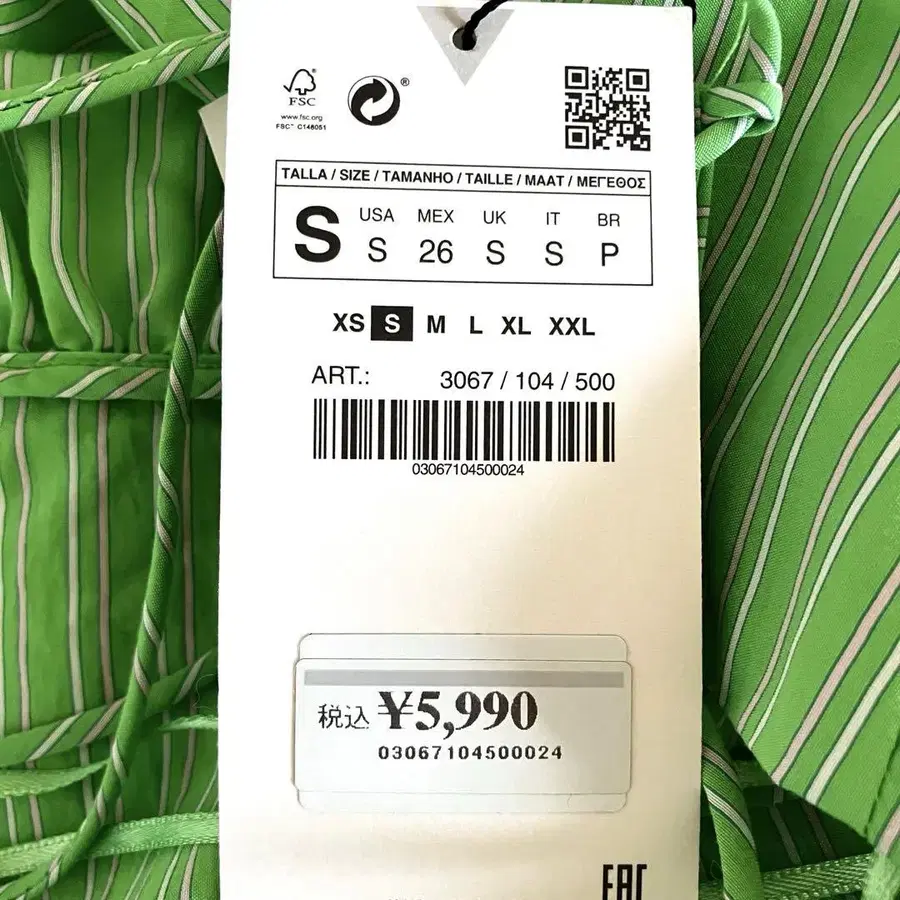 FSC
www.fsc.org
FSC® C148051
®
TALLA / SIZE / TAMANHO / TAILLE / MAAT / ΜΕΓΕΘΟΣ
S
USA MEX UK IT BR
S 26 S S P
XS S M L XL XXL
ART.: 3067 / 104 / 500
03067104500024
税込 ¥5,990
03067104500024
EAC